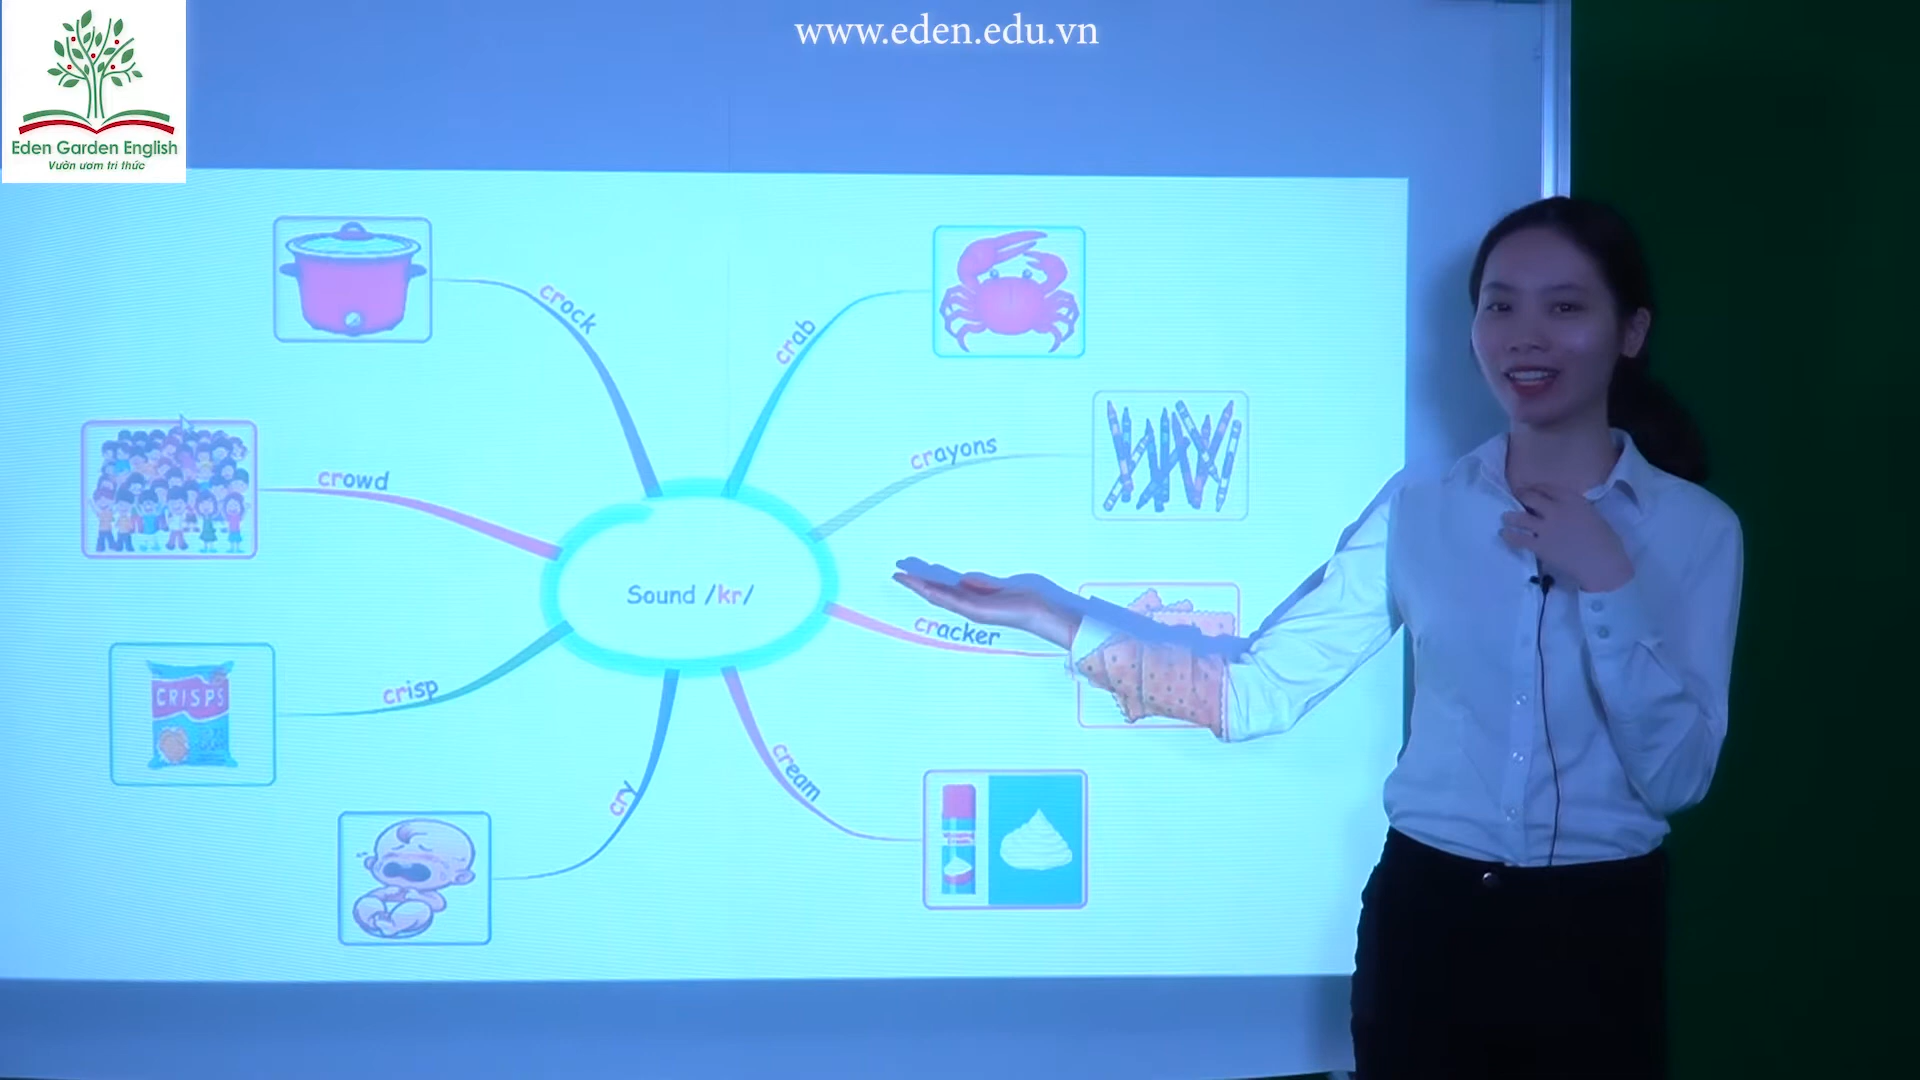 www.eden.edu.vn
Eden Garden English
Vườn ươm tri thức
crock
crab
crowd
crayons
Sound /kr/
cracker
crisp
CRISPS
cry
cream